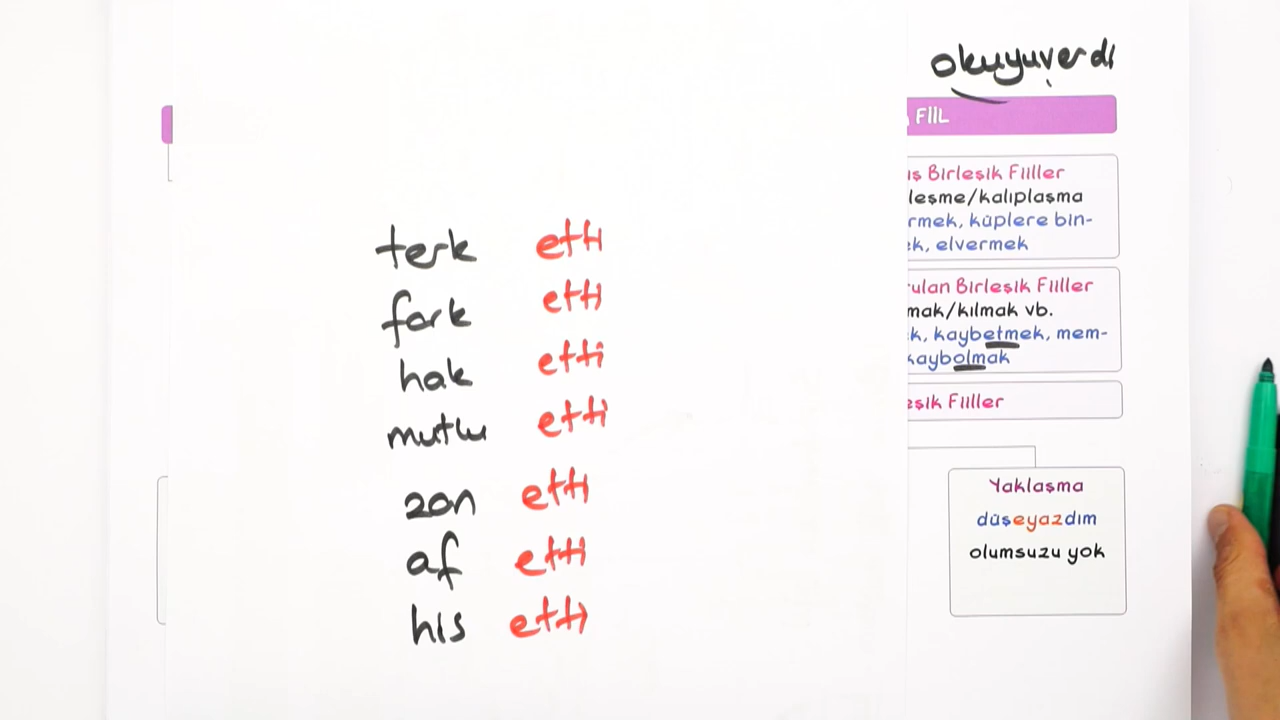 terk etti
fark etti
hak etti
mutlu etti
zan etti
af etti
his etti
okuyuverdi
FİİL
ış Birleşik Fiiller
leşme/kalıplaşma
rmek, küplere bin-
ek, elvermek
rulan Birleşik Fiiller
mak/kılmak vb.
k, kaybetmek, mem-
kaybolmak
eşik Fiiller
Yaklaşma
düşeyazdım
olumsuzu yok